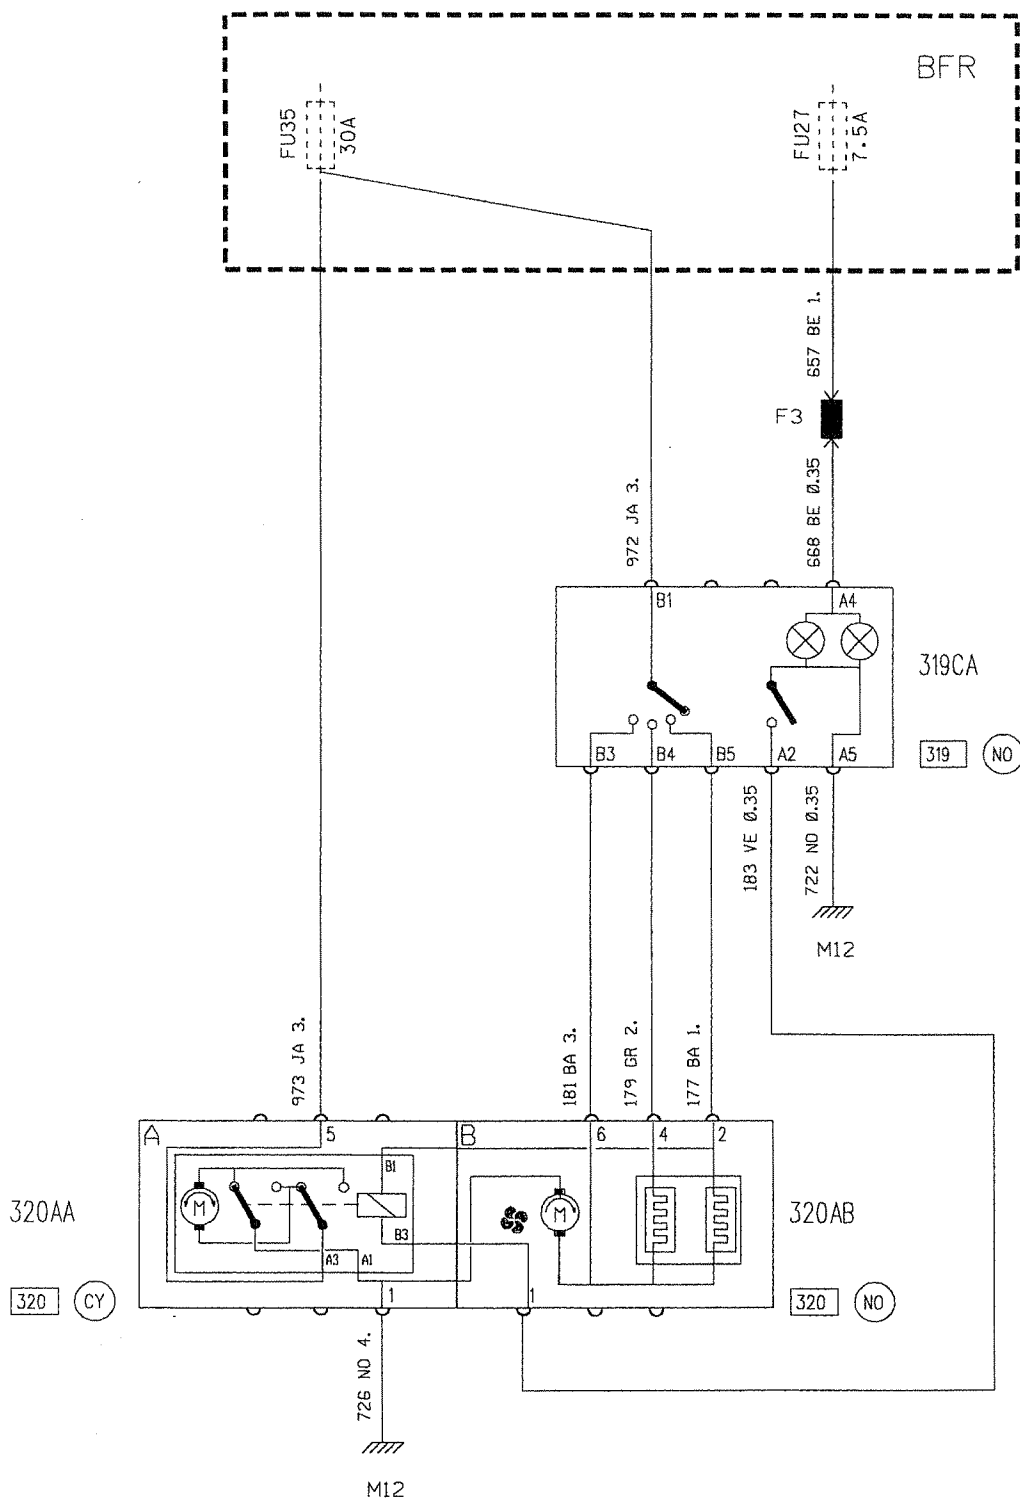 BFR
FU35
30A
FU27
7.5A
657 BE 1.
F3
972 JA 3.
668 BE 0.35
B1
A4
319CA
B3
B4
B5
A2
A5
319
NO
183 VE 0.35
722 NO 0.35
M12
973 JA 3.
181 BA 3.
179 GR 2.
177 BA 1.
A
5
B
6
4
2
B1
320AA
M
M
320AB
B3
A3
A1
320
CY
1
1
320
NO
726 NO 4.
M12